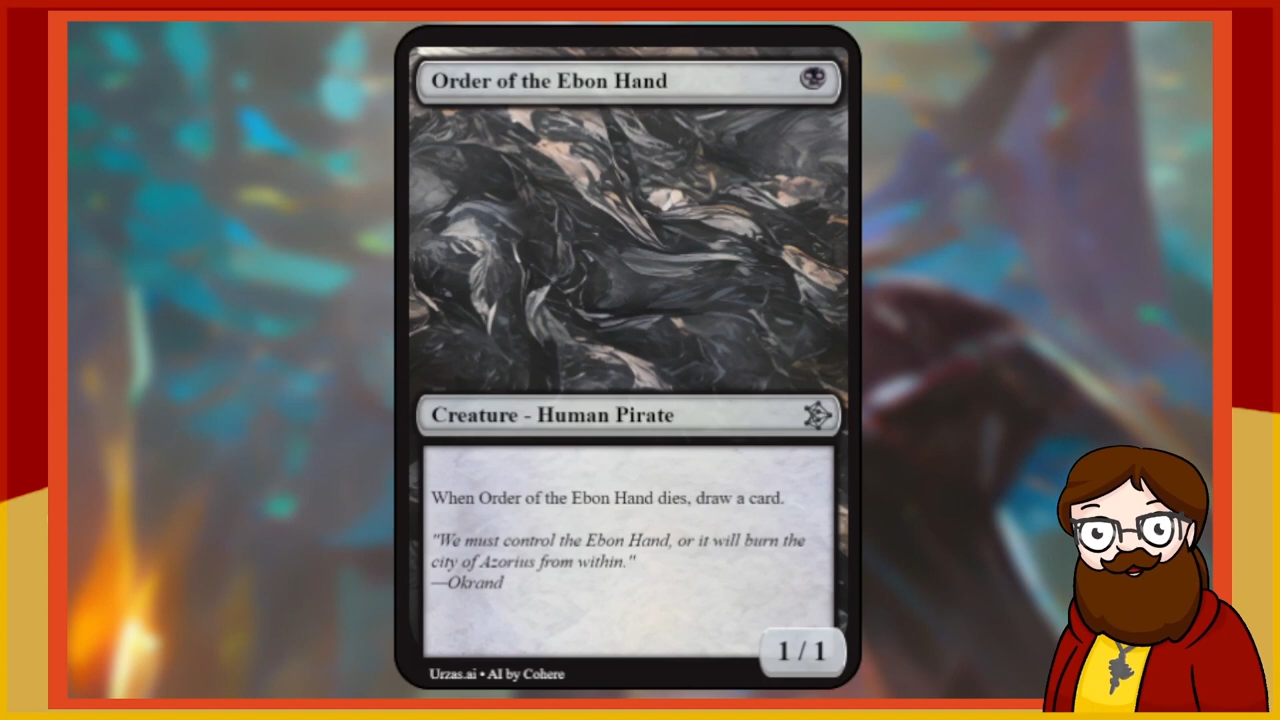 Order of the Ebon Hand
Creature - Human Pirate
When Order of the Ebon Hand dies, draw a card.
"We must control the Ebon Hand, or it will burn the
city of Azorius from within."
—Okrand
1 / 1
Urzas.ai • AI by Cohere